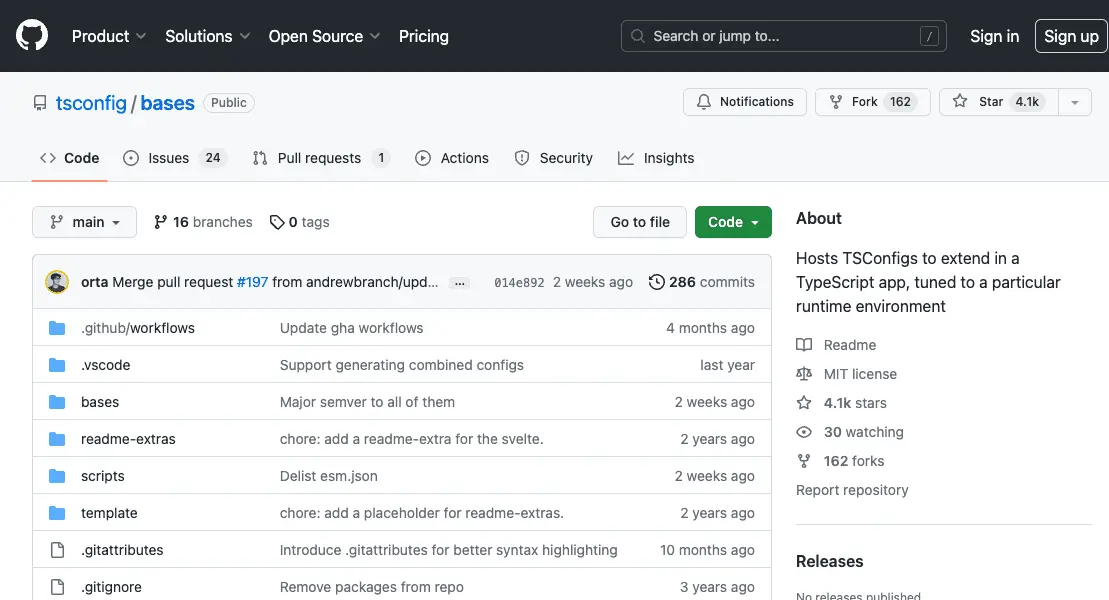 Product Solutions Open Source Pricing Search or jump to... / Sign in Sign up
tsconfig / bases Public Notifications Fork 162 Star 4.1k
Code Issues 24 Pull requests 1 Actions Security Insights
main 16 branches 0 tags Go to file Code
orta Merge pull request #197 from andrewbranch/upd... ... 014e892 2 weeks ago 286 commits
.github/workflows Update gha workflows 4 months ago
.vscode Support generating combined configs last year
bases Major semver to all of them 2 weeks ago
readme-extras chore: add a readme-extra for the svelte. 2 years ago
scripts Delist esm.json 2 weeks ago
template chore: add a placeholder for readme-extras. 2 years ago
.gitattributes Introduce .gitattributes for better syntax highlighting 10 months ago
.gitignore Remove packages from repo 3 years ago
About
Hosts TSConfigs to extend in a
TypeScript app, tuned to a particular
runtime environment
Readme
MIT license
4.1k stars
30 watching
162 forks
Report repository
Releases
No releases published